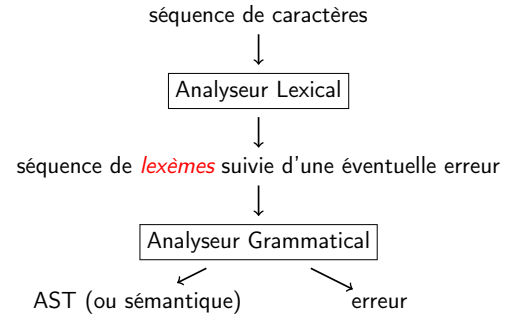 séquence de caractères
Analyseur Lexical
séquence de lexèmes suivie d'une éventuelle erreur
Analyseur Grammatical
AST (ou sémantique) erreur